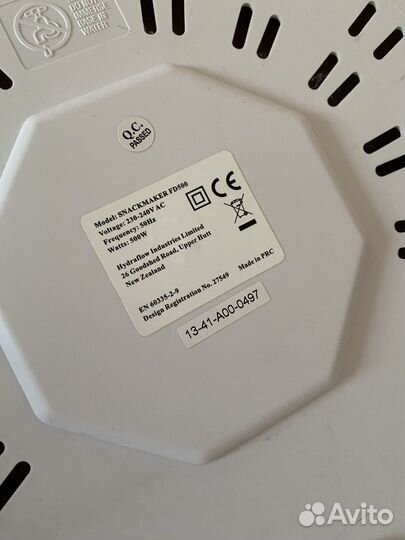 DO NOT
IMMERSE
BASE IN
WATER
Q.C.
PASSED
Model: SNACKMAKER FD500
Voltage: 230-240V AC
Frequency: 50Hz
Watts: 500W
CE
Hydraflow Industries Limited
26 Goodshed Road, Upper Hutt
New Zealand
EN 60335-2-9
Design Registration No. 27549
Made in PRC
13-41-A00-0497
Avito